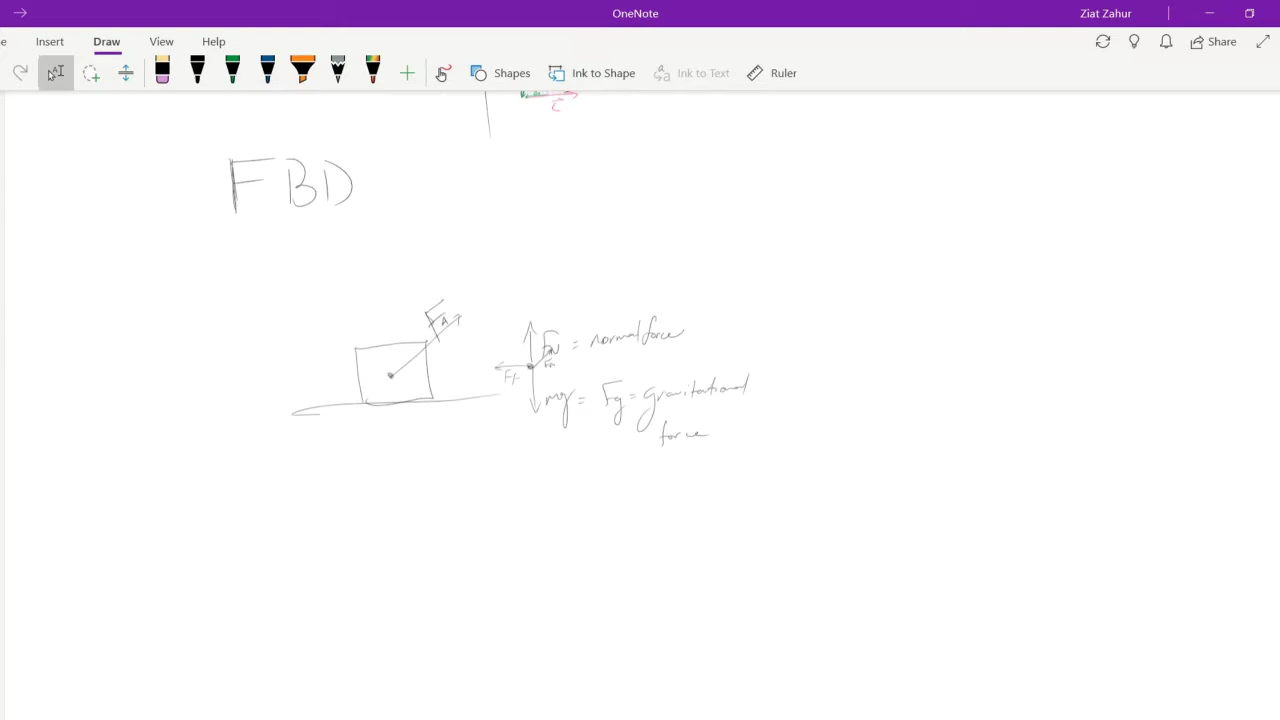 OneNote
Ziat Zahur
Insert Draw View Help
Share
Shapes
Ink to Shape
Ink to Text
Ruler
FBD
FA
FN = normal force
FA
Ff
mg = Fg = gravitational
force